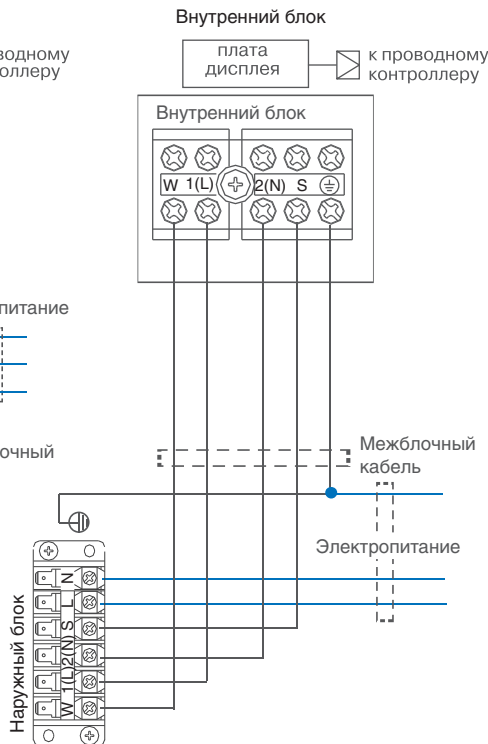 Внутренний блок
плата
дисплея
к проводному
контроллеру
Внутренний блок
W 1(L) 2(N) S
Межблочный
кабель
Электропитание
Наружный блок
N
L
S
2(N)
1(L)
W